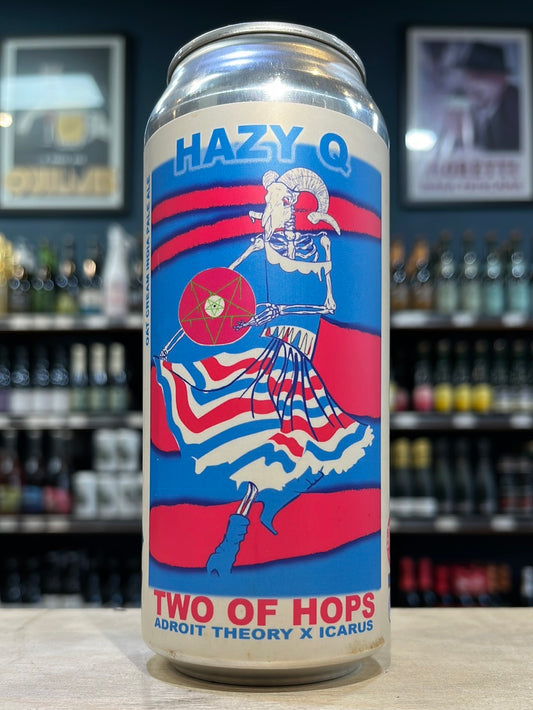 HAZY Q
OAT CREAM INDIA PALE ALE
TWO OF HOPS
ADROIT THEORY X ICARUS